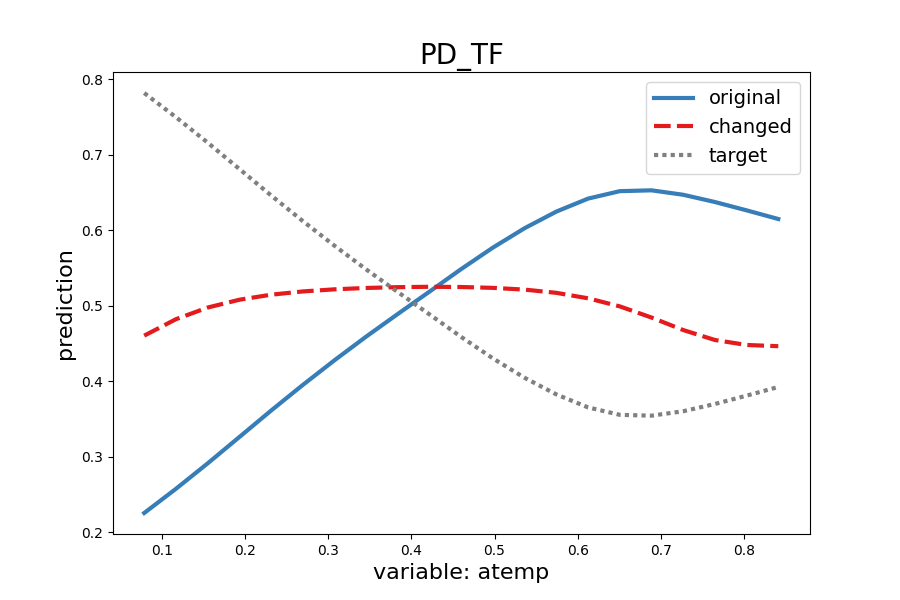 PD_TF
original
changed
target
prediction
0.8
0.7
0.6
0.5
0.4
0.3
0.2
0.1 0.2 0.3 0.4 0.5 0.6 0.7 0.8
variable: atemp